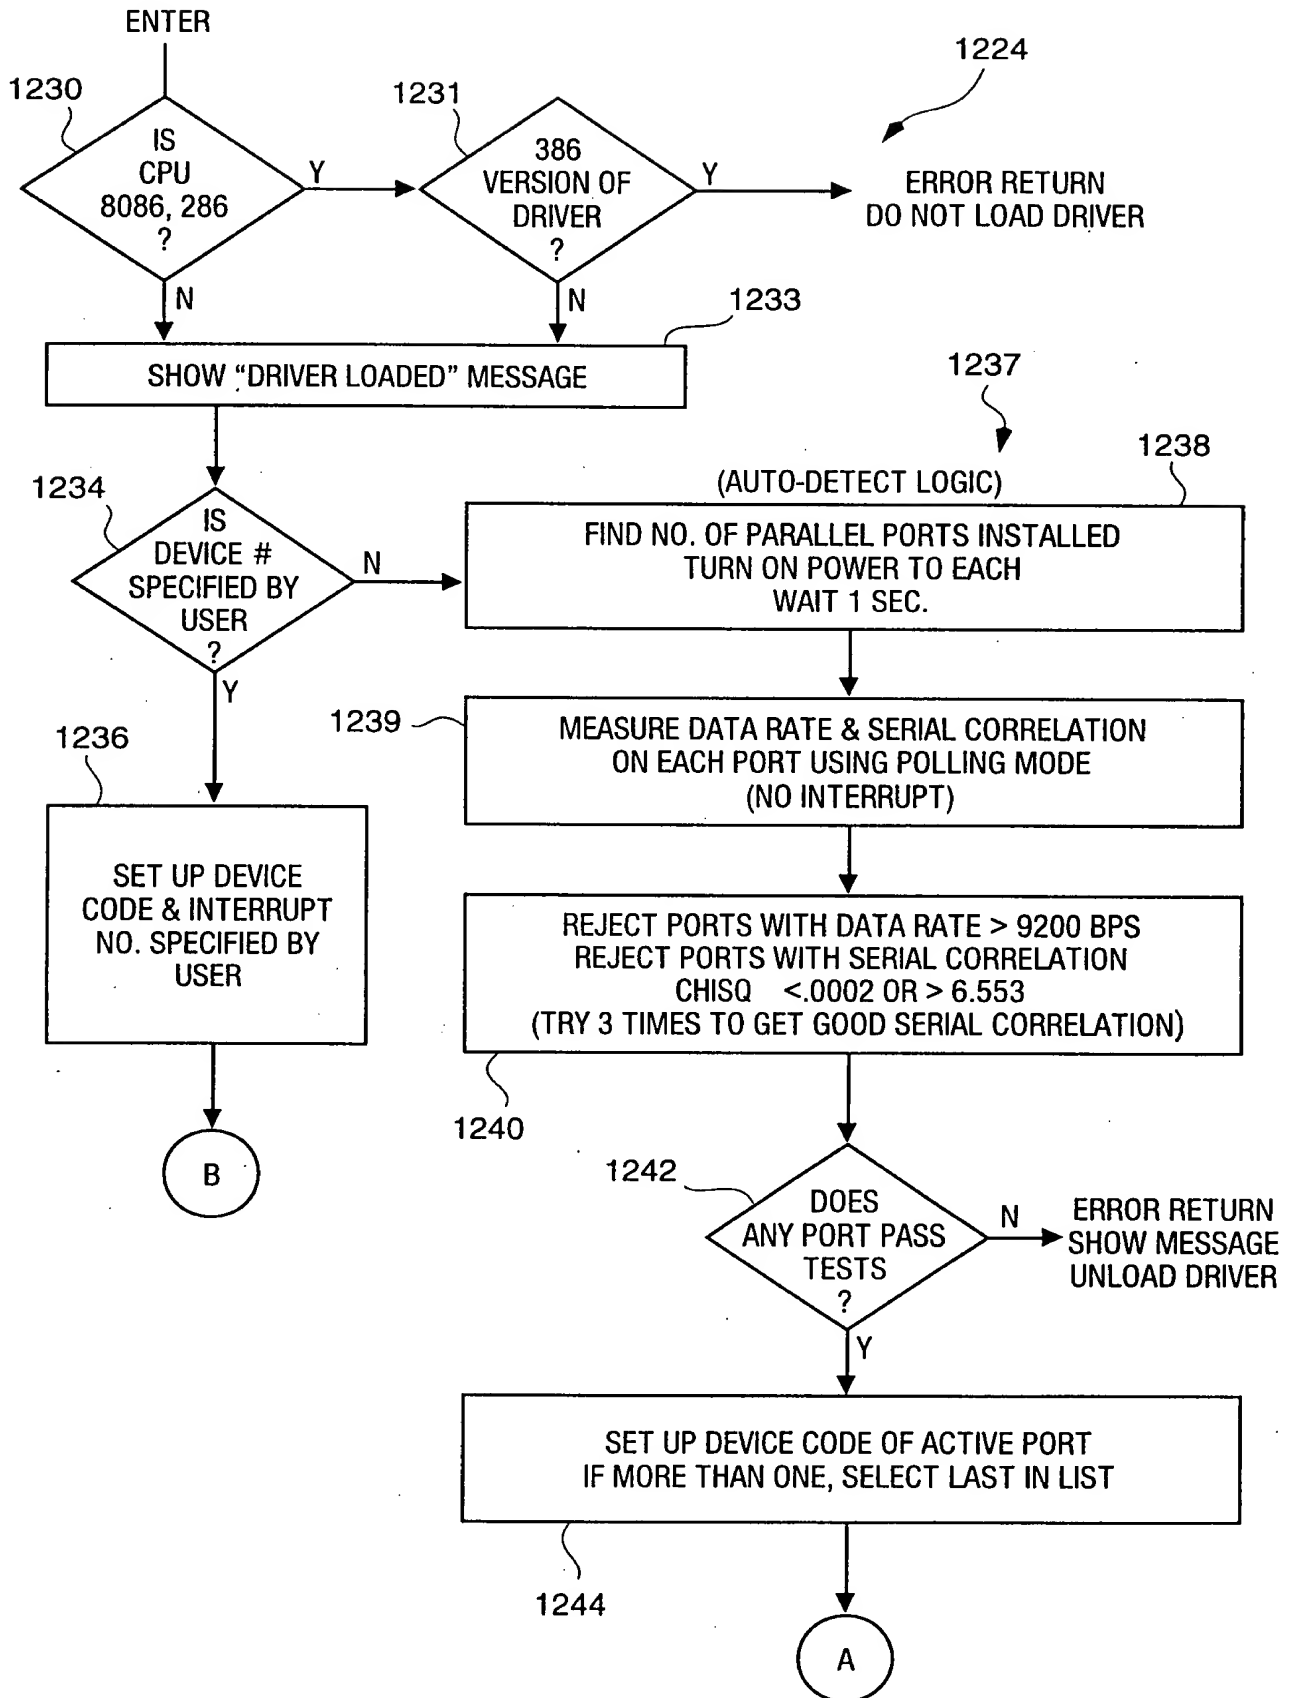 ENTER
1224
1230
1231
IS
CPU
8086, 286
?
Y
386
VERSION OF
DRIVER
?
Y
ERROR RETURN
DO NOT LOAD DRIVER
N
N
1233
SHOW "DRIVER LOADED" MESSAGE
1237
1234
IS
DEVICE #
SPECIFIED BY
USER
?
N
Y
1238
(AUTO-DETECT LOGIC)
FIND NO. OF PARALLEL PORTS INSTALLED
TURN ON POWER TO EACH
WAIT 1 SEC.
1239
MEASURE DATA RATE & SERIAL CORRELATION
ON EACH PORT USING POLLING MODE
(NO INTERRUPT)
1236
SET UP DEVICE
CODE & INTERRUPT
NO. SPECIFIED BY
USER
B
REJECT PORTS WITH DATA RATE > 9200 BPS
REJECT PORTS WITH SERIAL CORRELATION
CHISQ <.0002 OR > 6.553
(TRY 3 TIMES TO GET GOOD SERIAL CORRELATION)
1240
1242
DOES
ANY PORT PASS
TESTS
?
N
ERROR RETURN
SHOW MESSAGE
UNLOAD DRIVER
Y
SET UP DEVICE CODE OF ACTIVE PORT
IF MORE THAN ONE, SELECT LAST IN LIST
1244
A